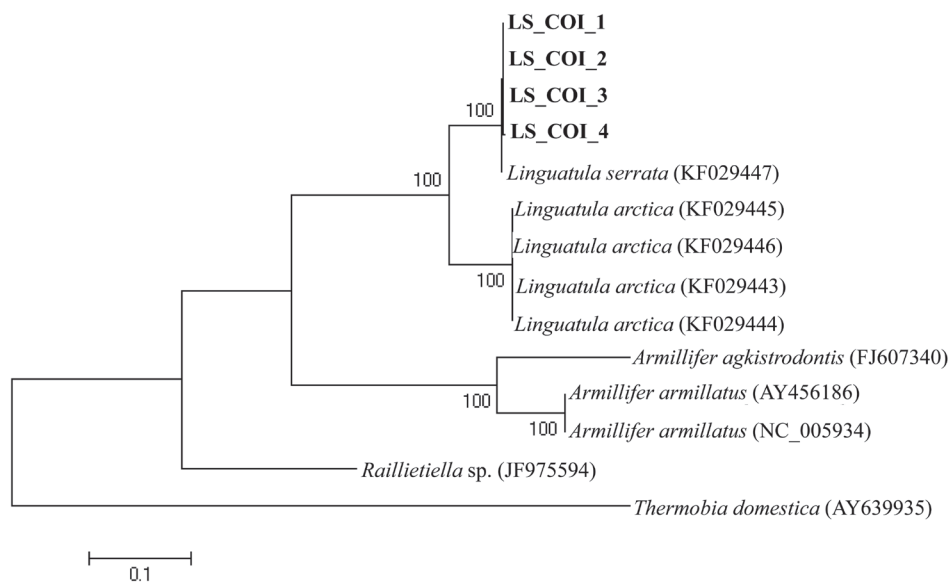 LS_COI_1
LS_COI_2
100
LS_COI_3
LS_COI_4
100
Linguatula serrata (KF029447)
Linguatula arctica (KF029445)
Linguatula arctica (KF029446)
100
Linguatula arctica (KF029443)
Linguatula arctica (KF029444)
Armillifer agkistrodontis (FJ607340)
Armillifer armillatus (AY456186)
100
100
Armillifer armillatus (NC_005934)
Raillietiella sp. (JF975594)
Thermobia domestica (AY639935)
0.1